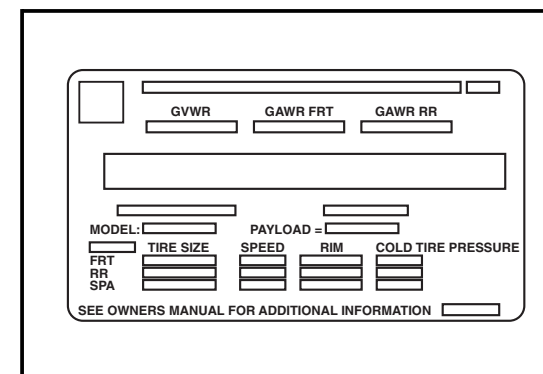 GVWR GAWR FRT GAWR RR
MODEL: PAYLOAD =
TIRE SIZE SPEED RIM COLD TIRE PRESSURE
FRT
RR
SPA
SEE OWNERS MANUAL FOR ADDITIONAL INFORMATION